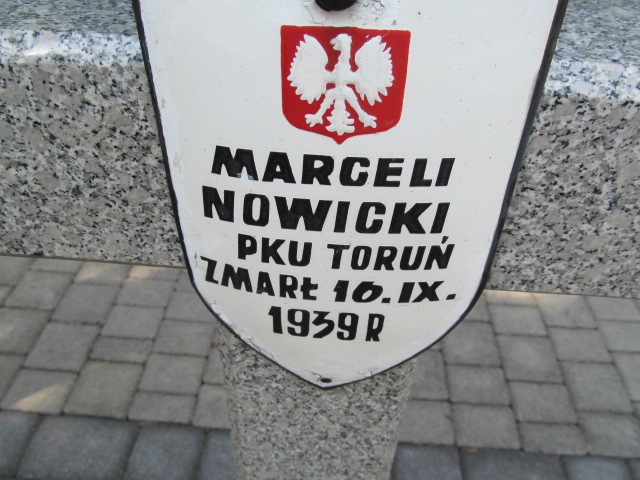 MARCELI
NOWICKI
PKU TORUŃ
ZMARŁ 10.IX.
1939 R